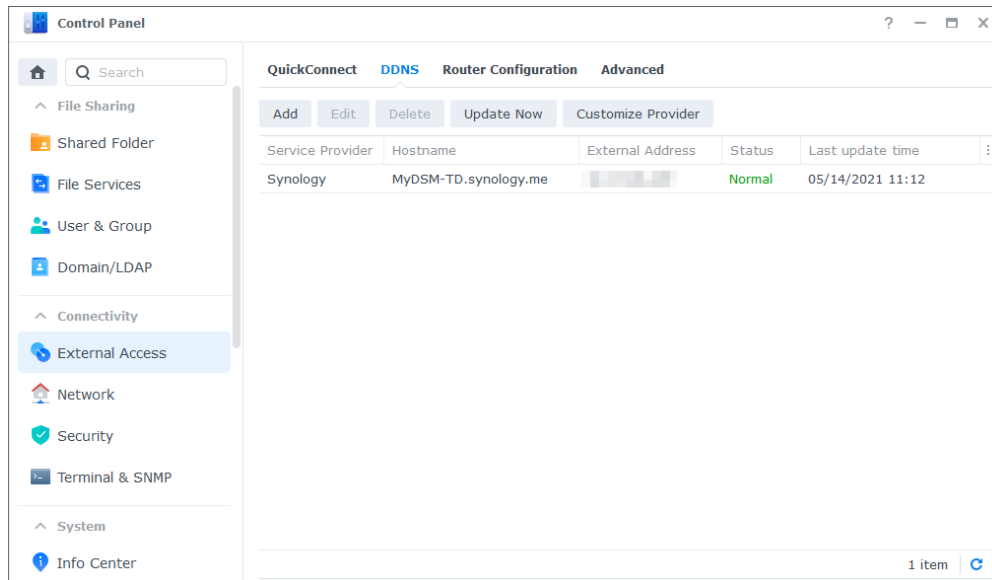 Control Panel
Search
File Sharing
Shared Folder
File Services
User & Group
Domain/LDAP
Connectivity
External Access
Network
Security
Terminal & SNMP
System
Info Center
QuickConnect DDNS Router Configuration Advanced
Add Edit Delete Update Now Customize Provider
Service Provider Hostname External Address Status Last update time
Synology MyDSM-TD.synology.me Normal 05/14/2021 11:12
1 item